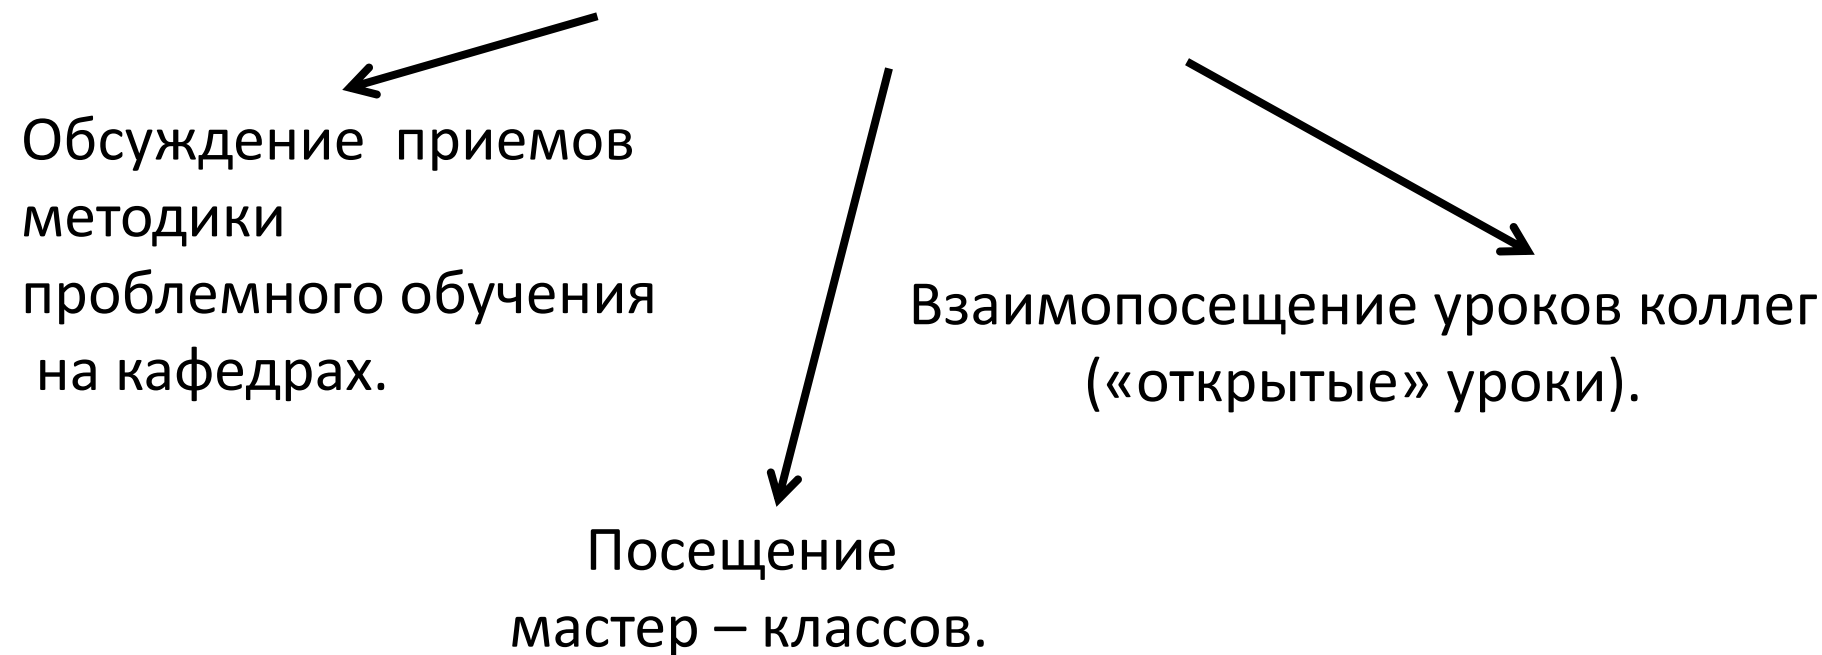 Обсуждение приемов
методики
проблемного обучения
на кафедрах.
Взаимопосещение уроков коллег
(«открытые» уроки).
Посещение
мастер – классов.